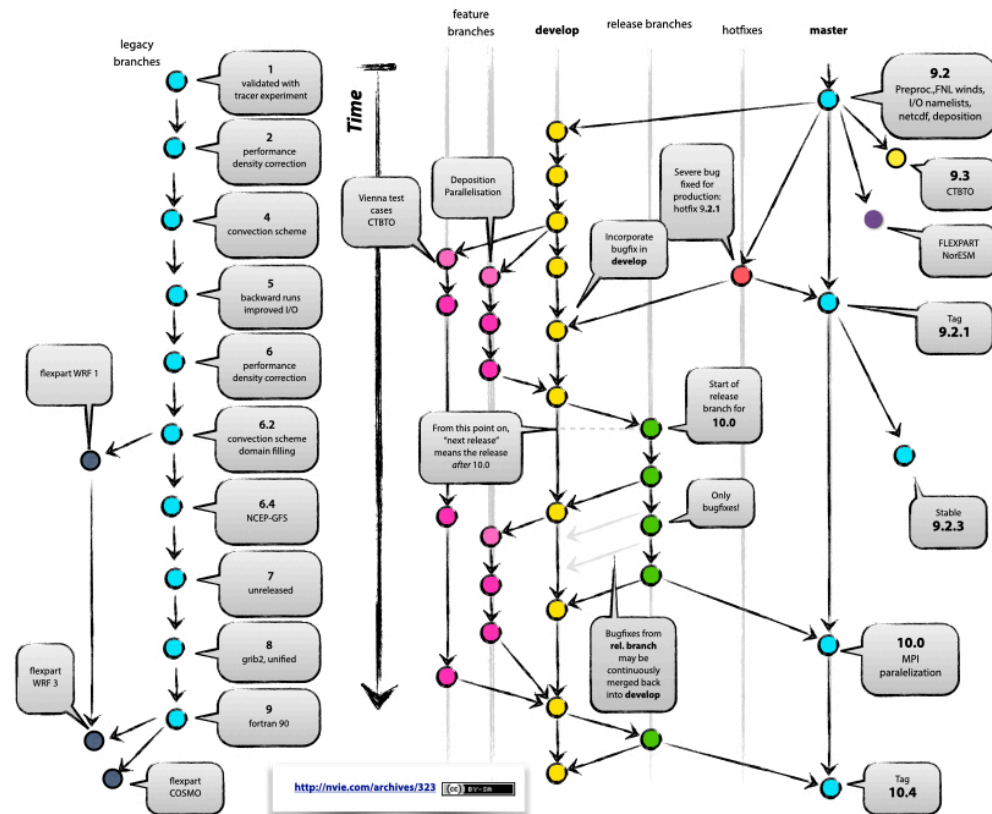 feature
branches
develop
release branches
hotfixes
master
legacy
branches
Time
1
validated with
tracer experiment
2
performance
density correction
4
convection scheme
5
backward runs
improved I/O
6
performance
density correction
6.2
convection scheme
domain filling
6.4
NCEP-GFS
7
unreleased
8
grib2, unified
9
fortran 90
flexpart WRF 1
flexpart
WRF 3
flexpart
COSMO
Vienna test
cases
CTBTO
Deposition
Parallelisation
Incorporate
bugfix in
develop
Severe bug
fixed for
production:
hotfix 9.2.1
9.2
Preproc.,FNL winds,
I/O namelists,
netcdf, deposition
9.3
CTBTO
FLEXPART
NorESM
Tag
9.2.1
From this point on,
"next release"
means the release
after 10.0
Start of
release
branch for
10.0
Only
bugfixes!
Stable
9.2.3
Bugfixes from
rel. branch
may be
continuously
merged back
into develop
10.0
MPI
paralelization
Tag
10.4
http://nvie.com/archives/323
(cc) BY-SA